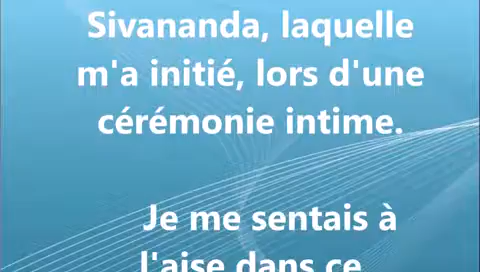 Sivananda, laquelle
m'a initié, lors d'une
cérémonie intime.
Je me sentais à
l'aise dans ce